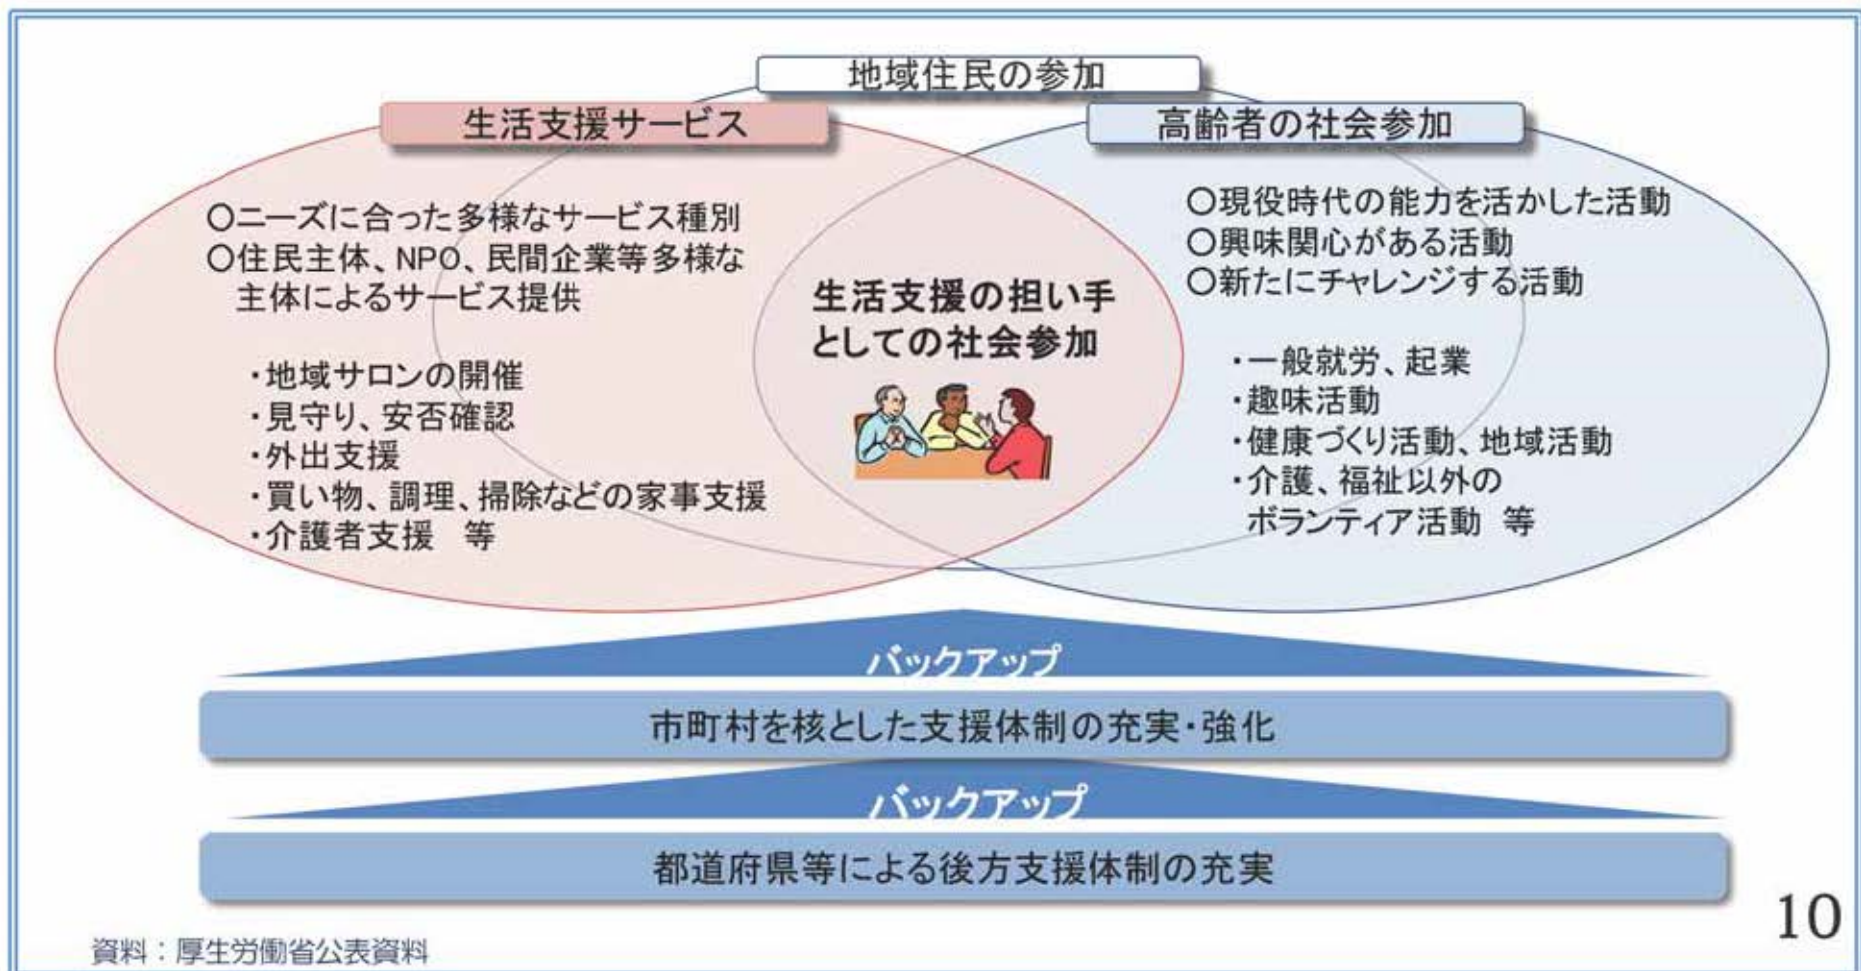 地域住民の参加
生活支援サービス
高齢者の社会参加
○ニーズに合った多様なサービス種別
○住民主体、NPO、民間企業等多様な
主体によるサービス提供
・地域サロンの開催
・見守り、安否確認
・外出支援
・買い物、調理、掃除などの家事支援
・介護者支援 等
生活支援の担い手
としての社会参加
○現役時代の能力を活かした活動
○興味関心がある活動
○新たにチャレンジする活動
・一般就労、起業
・趣味活動
・健康づくり活動、地域活動
・介護、福祉以外の
ボランティア活動 等
バックアップ
市町村を核とした支援体制の充実・強化
バックアップ
都道府県等による後方支援体制の充実
資料：厚生労働省公表資料
10